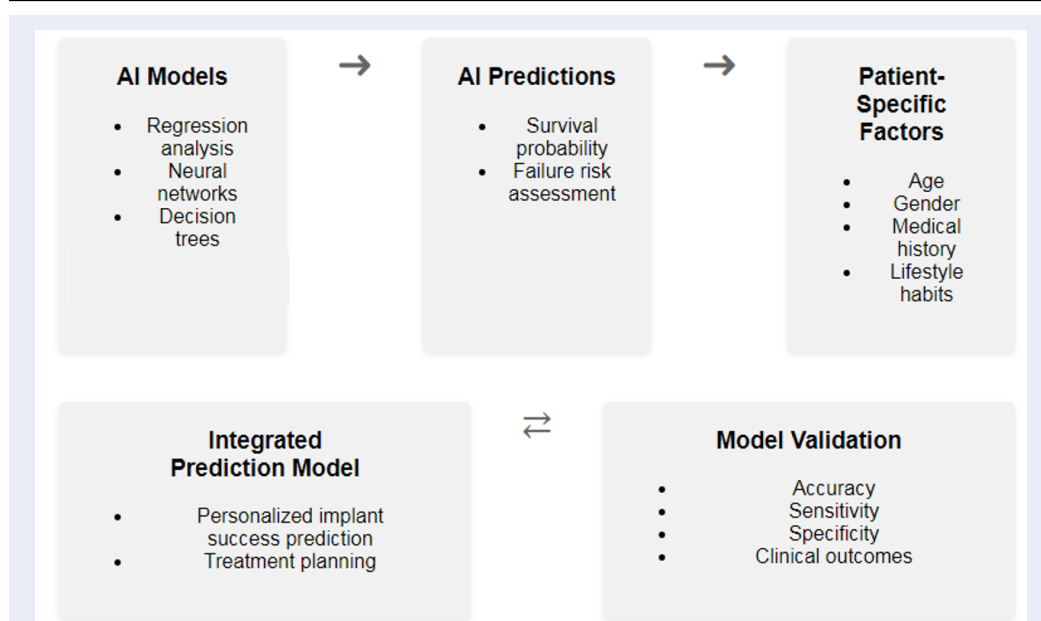 AI Models
• Regression
analysis
• Neural
networks
• Decision
trees
→
AI Predictions
• Survival
probability
• Failure risk
assessment
→
Patient-
Specific
Factors
• Age
• Gender
• Medical
history
• Lifestyle
habits
Integrated
Prediction Model
• Personalized implant
success prediction
• Treatment planning
⇄
Model Validation
• Accuracy
• Sensitivity
• Specificity
• Clinical outcomes